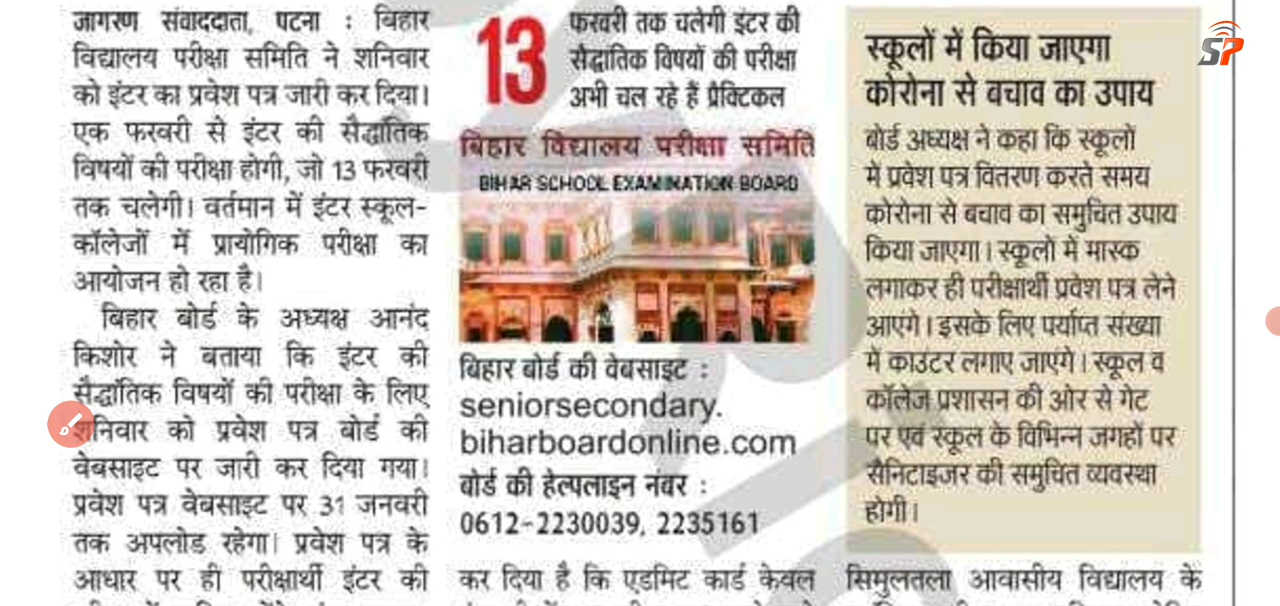 जागरण संवाददाता, पटना : बिहार
विद्यालय परीक्षा समिति ने शनिवार
को इंटर का प्रवेश पत्र जारी कर दिया।
एक फरवरी से इंटर की सैद्धांतिक
विषयों की परीक्षा होगी, जो 13 फरवरी
तक चलेगी। वर्तमान में इंटर स्कूल-
कॉलेजों में प्रायोगिक परीक्षा का
आयोजन हो रहा है।
बिहार बोर्ड के अध्यक्ष आनंद
किशोर ने बताया कि इंटर की
सैद्धांतिक विषयों की परीक्षा के लिए
शनिवार को प्रवेश पत्र बोर्ड की
वेबसाइट पर जारी कर दिया गया।
प्रवेश पत्र वेबसाइट पर 31 जनवरी
तक अपलोड रहेगा। प्रवेश पत्र के
आधार पर ही परीक्षार्थी इंटर की
13
फरवरी तक चलेगी इंटर की
सैद्धांतिक विषयों की परीक्षा
अभी चल रहे हैं प्रैक्टिकल
बिहार विद्यालय परीक्षा समिति
BIHAR SCHOOL EXAMINATION BOARD
बिहार बोर्ड की वेबसाइट :
seniorsecondary.
biharboardonline.com
बोर्ड की हेल्पलाइन नंबर :
0612-2230039, 2235161
कर दिया है कि एडमिट कार्ड केवल
स्कूलों में किया जाएगा
कोरोना से बचाव का उपाय
बोर्ड अध्यक्ष ने कहा कि स्कूलों
में प्रवेश पत्र वितरण करते समय
कोरोना से बचाव का समुचित उपाय
किया जाएगा। स्कूलों में मास्क
लगाकर ही परीक्षार्थी प्रवेश पत्र लेने
आएंगे। इसके लिए पर्याप्त संख्या
में काउंटर लगाए जाएंगे। स्कूल व
कॉलेज प्रशासन की ओर से गेट
पर एवं स्कूल के विभिन्न जगहों पर
सैनिटाइजर की समुचित व्यवस्था
होगी।
सिमुलतला आवासीय विद्यालय के
SP